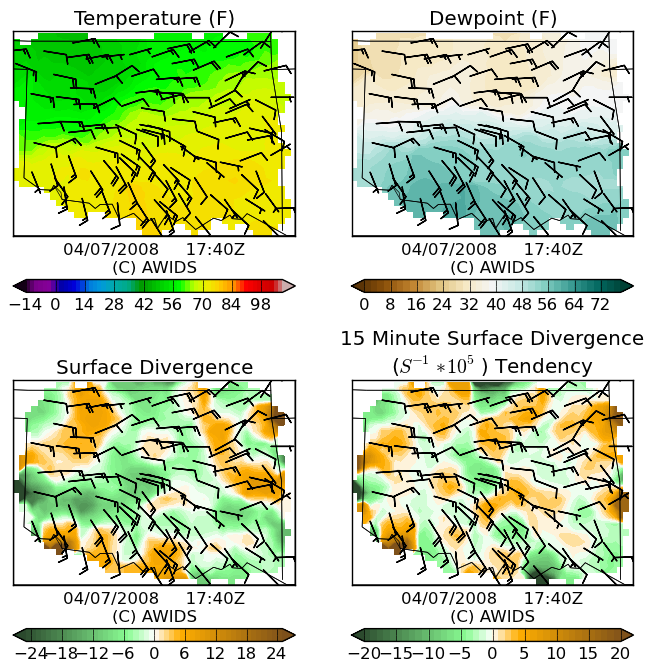 Temperature (F)
Dewpoint (F)
04/07/2008 17:40Z
(C) AWIDS
04/07/2008 17:40Z
(C) AWIDS
−14 0 14 28 42 56 70 84 98
0 8 16 24 32 40 48 56 64 72
Surface Divergence
15 Minute Surface Divergence
(S⁻¹ *10⁵ ) Tendency
04/07/2008 17:40Z
(C) AWIDS
04/07/2008 17:40Z
(C) AWIDS
−24−18−12 −6 0 6 12 18 24
−20−15−10 −5 0 5 10 15 20